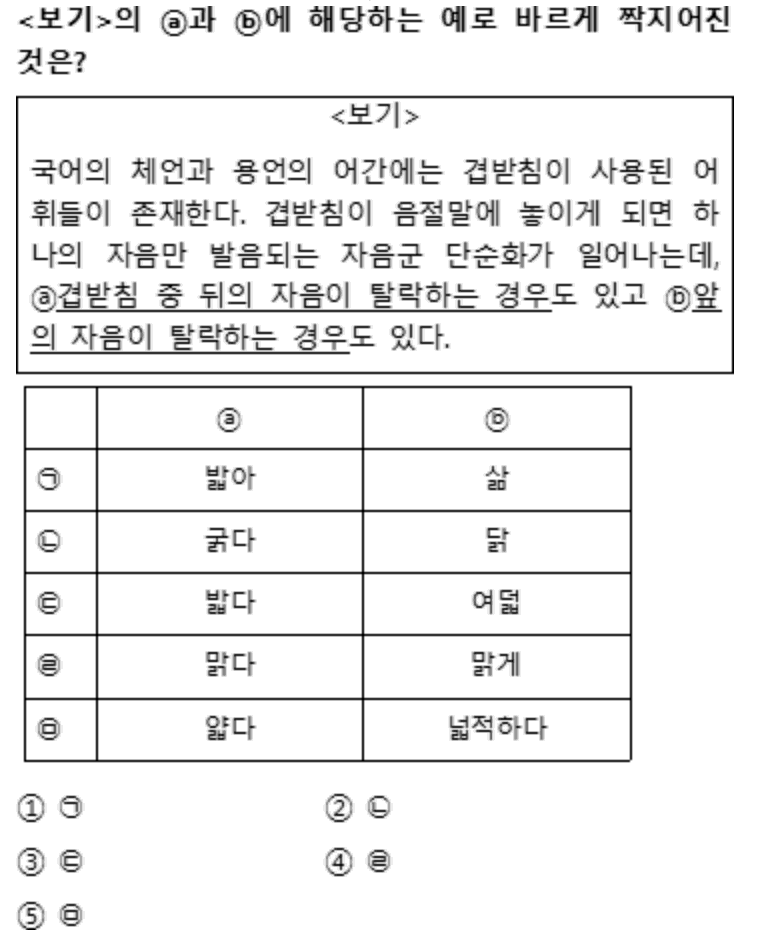 <보기>의 ⓐ과 ⓑ에 해당하는 예로 바르게 짝지어진
것은?
<보기>
국어의 체언과 용언의 어간에는 겹받침이 사용된 어
휘들이 존재한다. 겹받침이 음절말에 놓이게 되면 하
나의 자음만 발음되는 자음군 단순화가 일어나는데,
ⓐ겹받침 중 뒤의 자음이 탈락하는 경우도 있고 ⓑ앞
의 자음이 탈락하는 경우도 있다.
ⓐ ⓑ
㉠ 밟아 삶
㉡ 굵다 닭
㉢ 밟다 여덟
㉣ 맑다 맑게
㉤ 얇다 넓적하다
① ㉠ ② ㉡
③ ㉢ ④ ㉣
⑤ ㉤